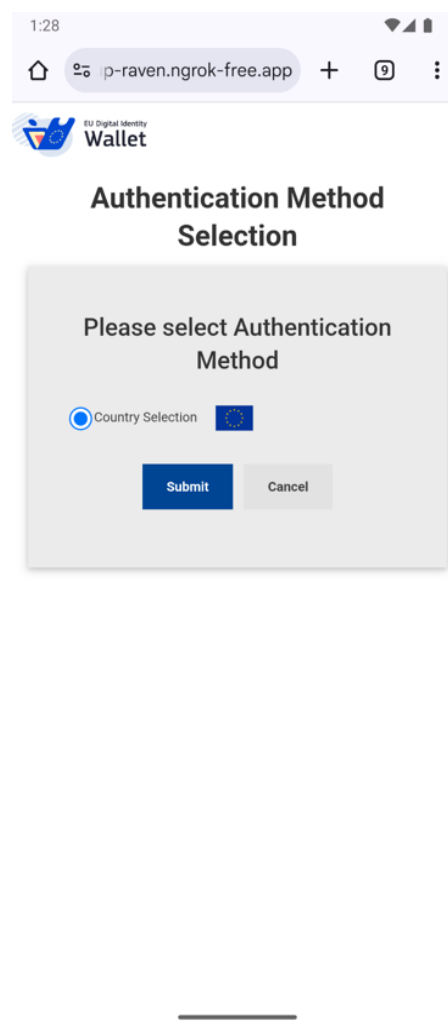 1:28
p-raven.ngrok-free.app
9
EU Digital Identity
Wallet
Authentication Method
Selection
Please select Authentication
Method
Country Selection
Submit
Cancel